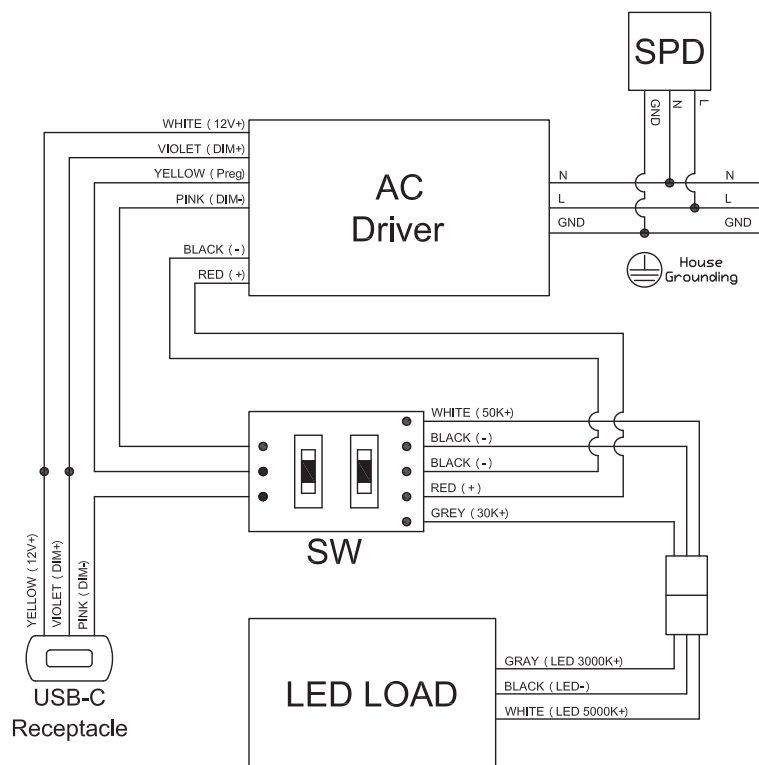 SPD
GND
N
L
WHITE (12V+)
VIOLET (DIM+)
YELLOW (Preg)
PINK (DIM-)
BLACK (-)
RED (+)
AC
Driver
N
L
GND
N
L
GND
House
Grounding
WHITE (50K+)
BLACK (-)
BLACK (-)
RED (+)
GREY (30K+)
SW
YELLOW (12V+)
VIOLET (DIM+)
PINK (DIM-)
USB-C
Receptacle
LED LOAD
GRAY (LED 3000K+)
BLACK (LED-)
WHITE (LED 5000K+)